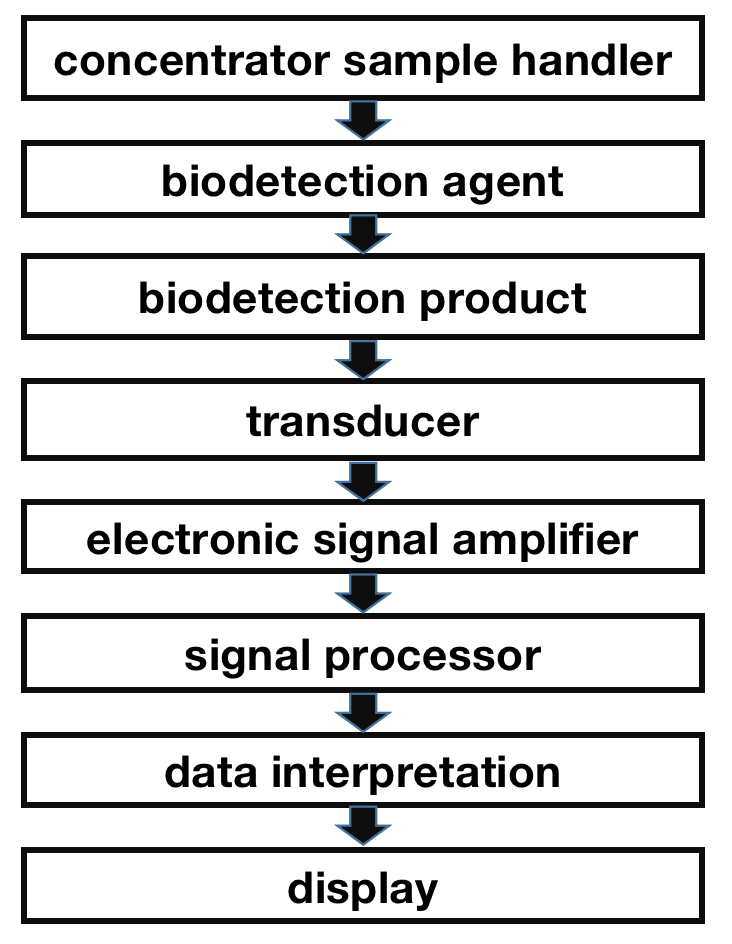 concentrator sample handler
biodetection agent
biodetection product
transducer
electronic signal amplifier
signal processor
data interpretation
display